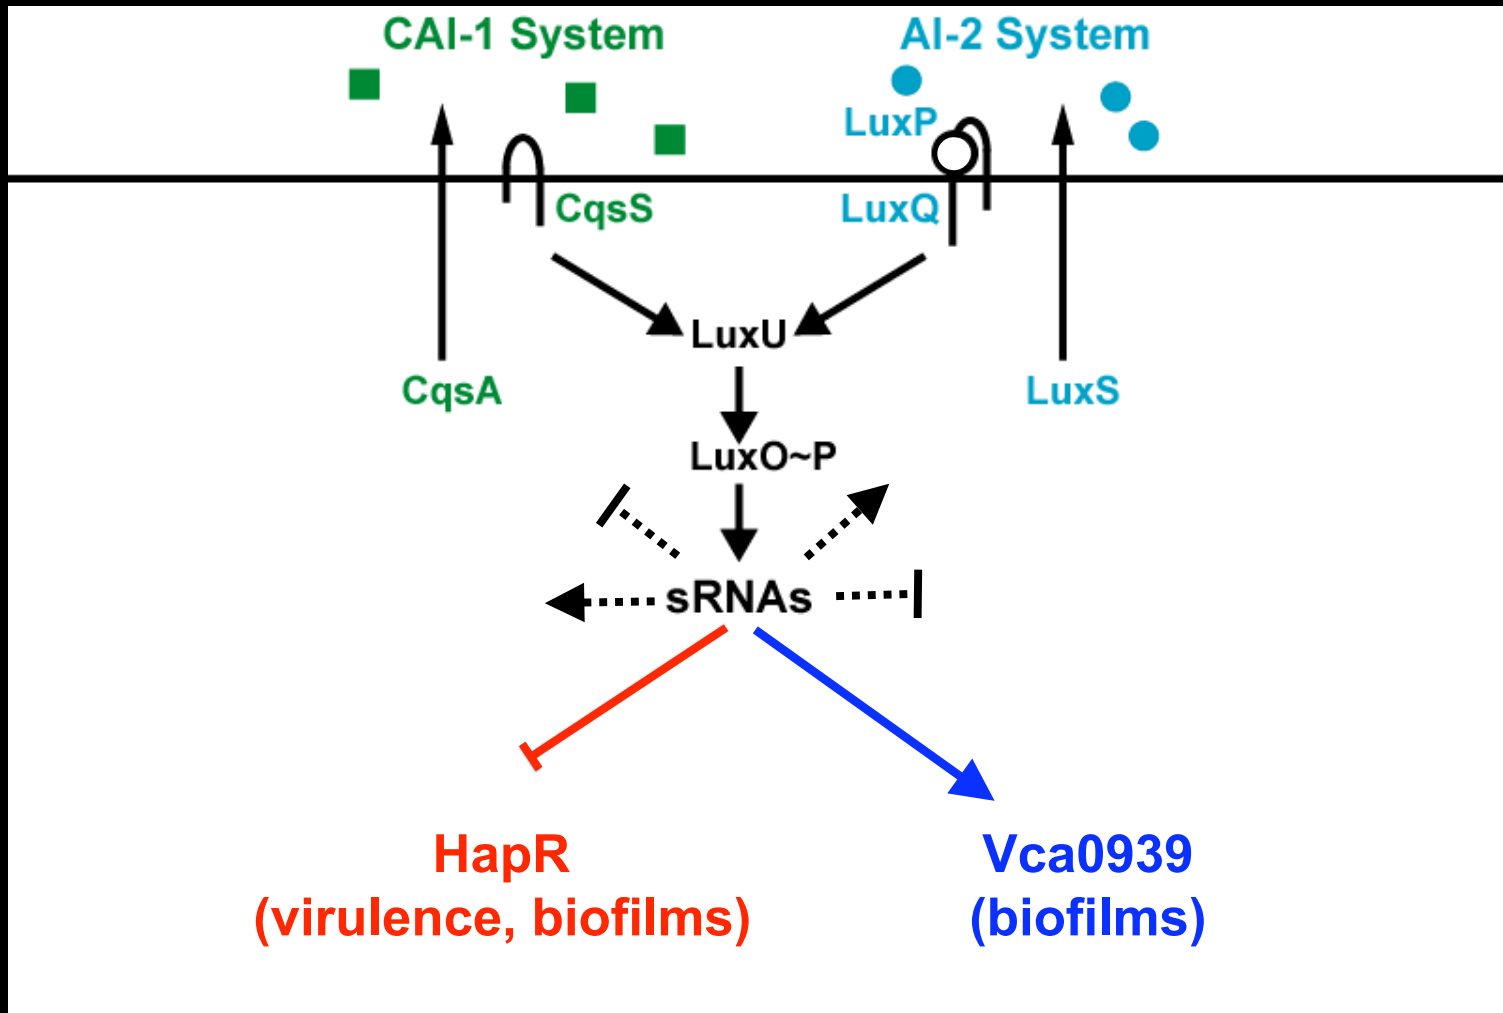 CAI-1 System
AI-2 System
LuxP
CqsS
LuxQ
LuxU
CqsA
LuxS
LuxO~P
sRNAs
HapR
(virulence, biofilms)
Vca0939
(biofilms)